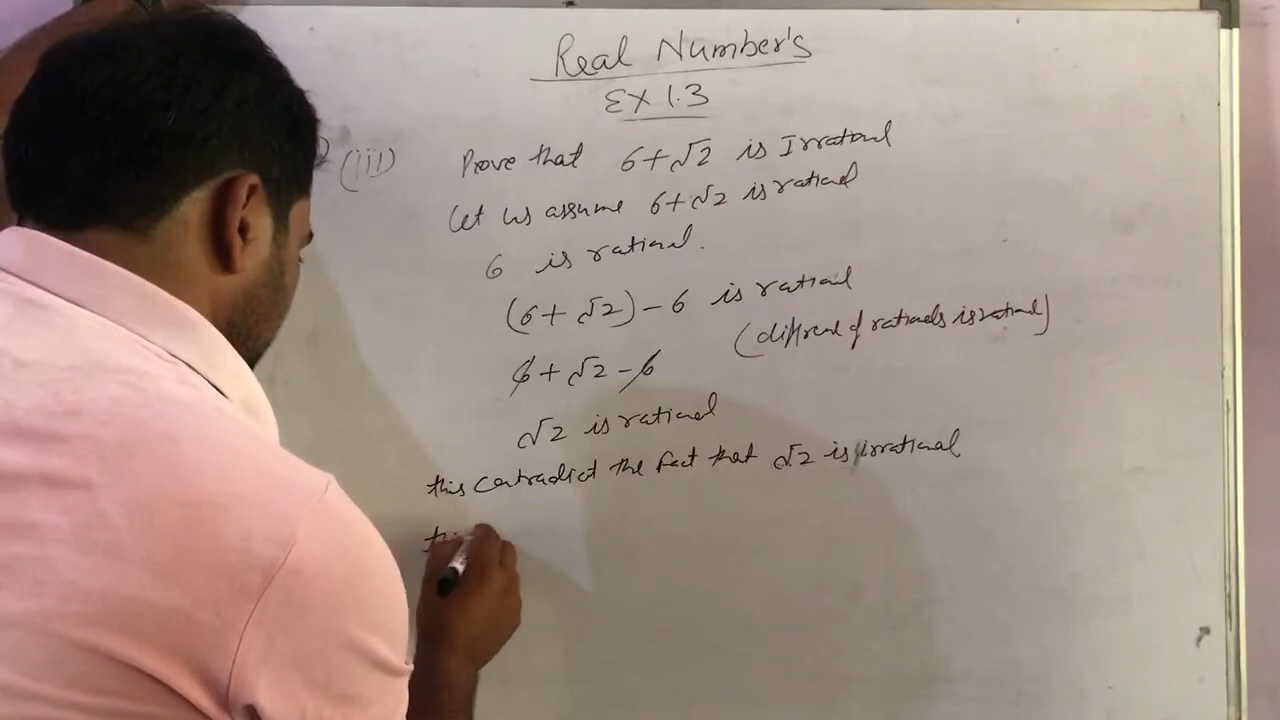 Real Number's
EX 1.3
(iii) Prove that 6+√2 is Irrational
Let us assume 6+√2 is rational
6 is rational.
(6+√2)-6 is rational
(different of rationals is rational)
6+√2-6
√2 is rational
this contradict the fact that √2 is irrational